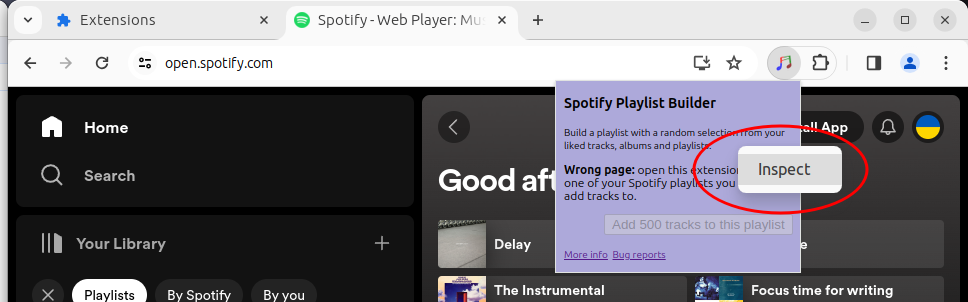 Extensions
Spotify - Web Player: Mus
open.spotify.com
Home
Search
Your Library
Playlists
By Spotify
By you
Good aft
Spotify Playlist Builder
Build a playlist with a random selection from your
liked tracks, albums and playlists.
Wrong page: open this extension
one of your Spotify playlists you
add tracks to.
Add 500 tracks to this playlist
More info Bug reports
Inspect
all App
Delay
e
The Instrumental
Focus time for writing